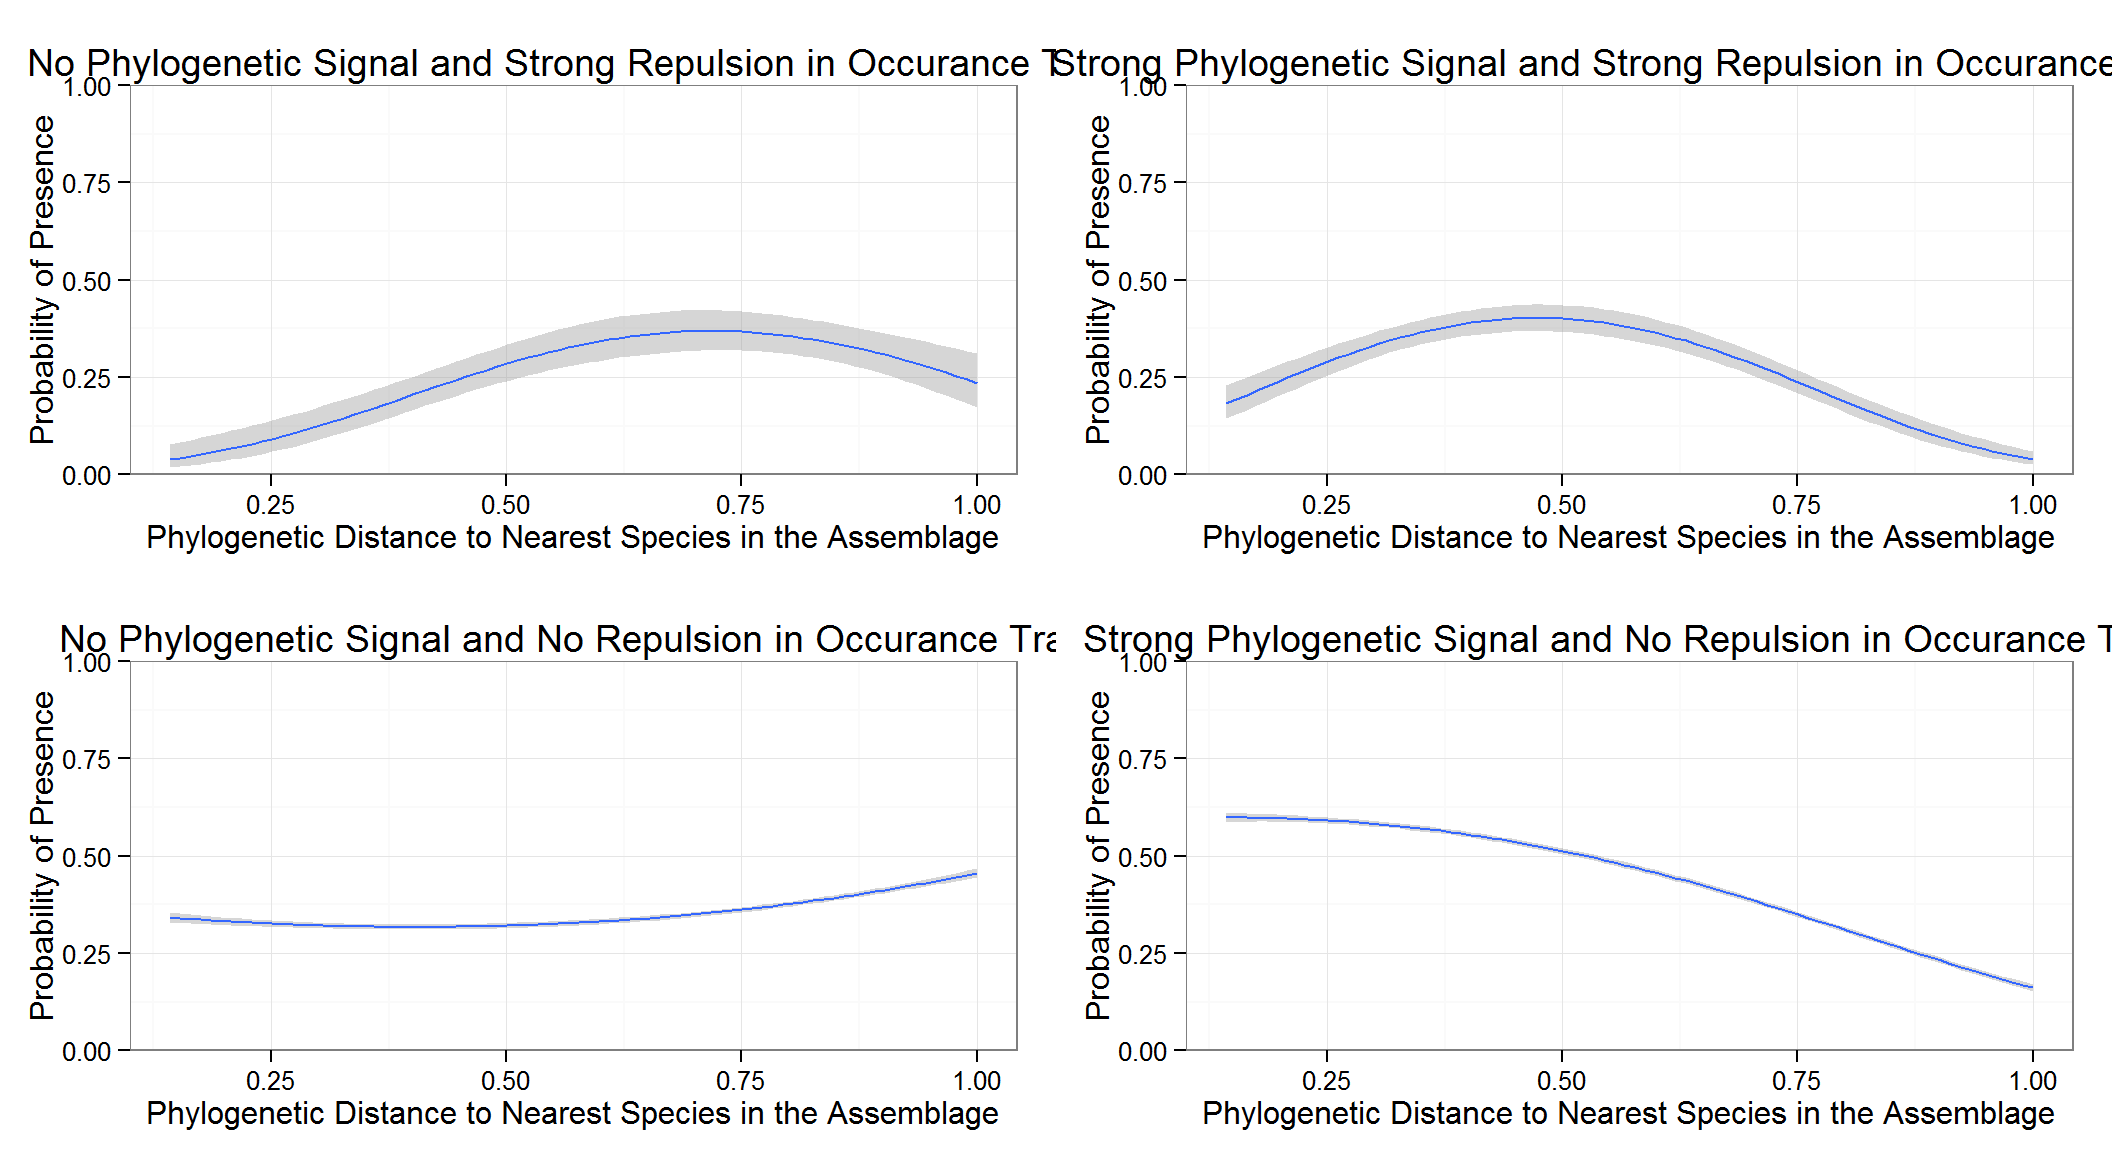 No Phylogenetic Signal and Strong Repulsion in Occurance
1.00
0.75
0.50
0.25
0.00
Probability of Presence
0.25 0.50 0.75 1.00
Phylogenetic Distance to Nearest Species in the Assemblage
Strong Phylogenetic Signal and Strong Repulsion in Occurance
1.00
0.75
0.50
0.25
0.00
Probability of Presence
0.25 0.50 0.75 1.00
Phylogenetic Distance to Nearest Species in the Assemblage
No Phylogenetic Signal and No Repulsion in Occurance Tra
1.00
0.75
0.50
0.25
0.00
Probability of Presence
0.25 0.50 0.75 1.00
Phylogenetic Distance to Nearest Species in the Assemblage
Strong Phylogenetic Signal and No Repulsion in Occurance T
1.00
0.75
0.50
0.25
0.00
Probability of Presence
0.25 0.50 0.75 1.00
Phylogenetic Distance to Nearest Species in the Assemblage